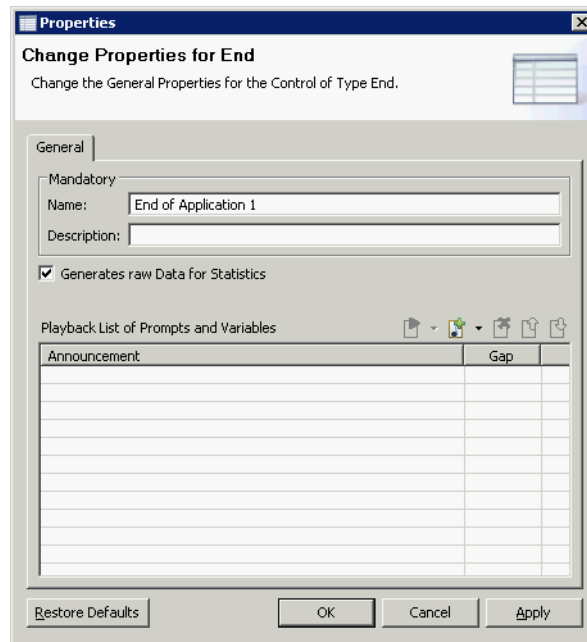 Properties
Change Properties for End
Change the General Properties for the Control of Type End.
General
Mandatory
Name: End of Application 1
Description:
Generates raw Data for Statistics
Playback List of Prompts and Variables
Announcement Gap
Restore Defaults OK Cancel Apply